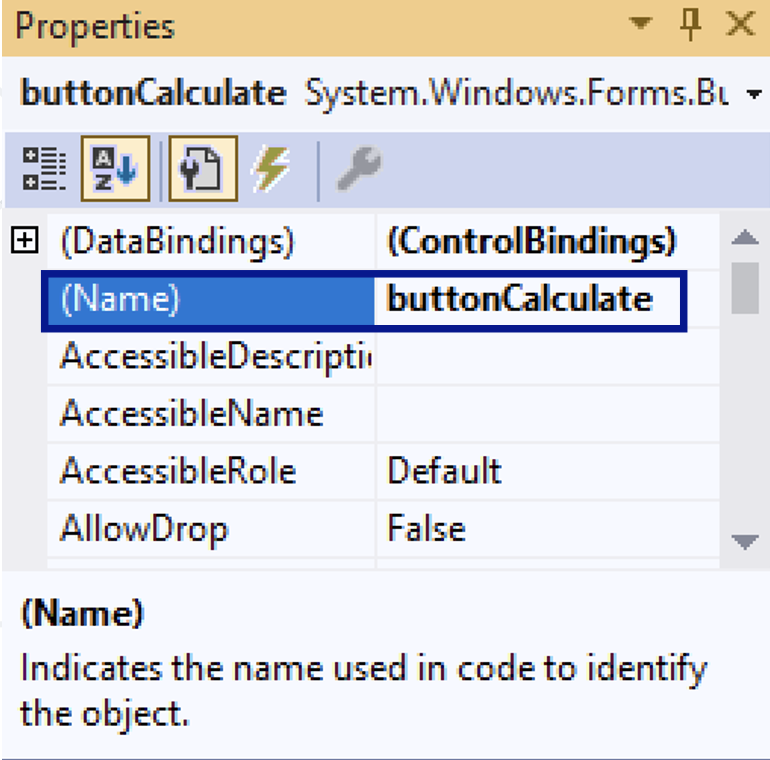 Properties
buttonCalculate System.Windows.Forms.Bu
A
Z
(DataBindings) (ControlBindings)
(Name) buttonCalculate
AccessibleDescriptic
AccessibleName
AccessibleRole Default
AllowDrop False
(Name)
Indicates the name used in code to identify
the object.